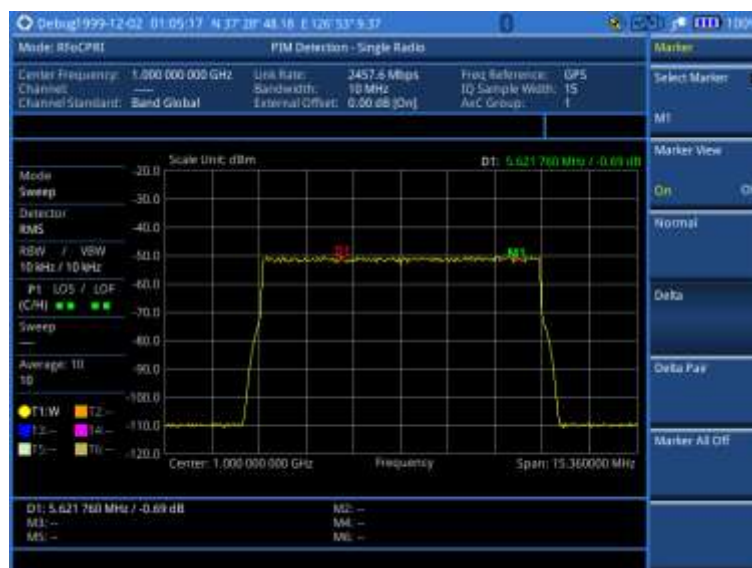 Debug1999-12-02 01:05:17 N 37° 28' 48.18 E 126° 53' 9.37
100
Mode: RFoCPRI
PIM Detection - Single Radio
Marker
Center Frequency: 1.000 000 000 GHz
Link Rate: 2457.6 Mbps
Freq Reference: GPS
Channel: ----
Bandwidth: 10 MHz
IQ Sample Width: 15
Channel Standard: Band Global
External Offset: 0.00 dB [On]
AxC Group: 1
Select Marker
M1
Marker View
On
Normal
Delta
Delta Pair
Marker All Off
Scale Unit: dBm
D1: 5.621 760 MHz / -0.69 dB
Mode
Sweep
Detector
RMS
RBW / VBW
10 kHz / 10 kHz
P1 LOS / LOF
(C/H)
Sweep
---
Average: 10
10
T1:W T2:--
T3:-- T4:--
T5:-- T6:--
-20.0
-30.0
-40.0
-50.0
-60.0
-70.0
-80.0
-90.0
-100.0
-110.0
-120.0
D1
M1
Center: 1.000 000 000 GHz
Frequency
Span: 15.360000 MHz
D1: 5.621 760 MHz / -0.69 dB
M2: --
M3: --
M4: --
M5: --
M6: --